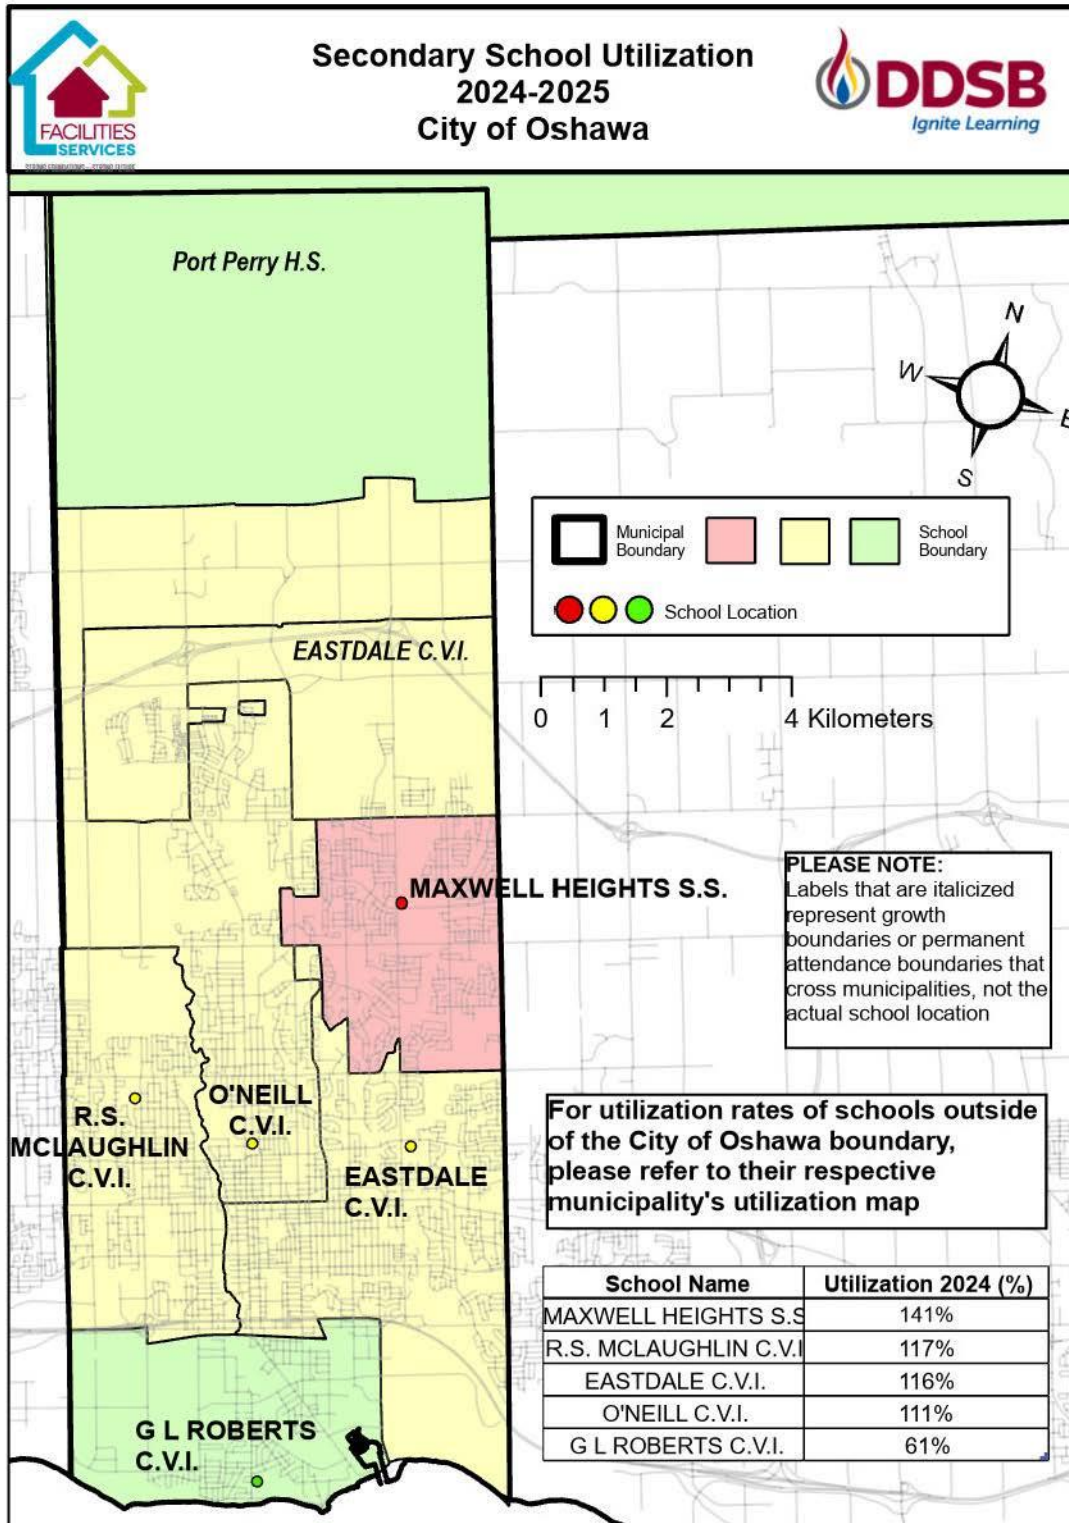 FACILITIES
SERVICES
STRONG FOUNDATIONS - STRONG FUTURE
Secondary School Utilization
2024-2025
City of Oshawa
DDSB
Ignite Learning
Port Perry H.S.
N
W
E
S
Municipal
Boundary
School
Boundary
School Location
EASTDALE C.V.I.
0 1 2 4 Kilometers
MAXWELL HEIGHTS S.S.
PLEASE NOTE:
Labels that are italicized
represent growth
boundaries or permanent
attendance boundaries that
cross municipalities, not the
actual school location
R.S.
MCLAUGHLIN
C.V.I.
O'NEILL
C.V.I.
EASTDALE
C.V.I.
For utilization rates of schools outside
of the City of Oshawa boundary,
please refer to their respective
municipality's utilization map
School Name Utilization 2024 (%)
MAXWELL HEIGHTS S.S 141%
R.S. MCLAUGHLIN C.V.I 117%
EASTDALE C.V.I. 116%
O'NEILL C.V.I. 111%
G L ROBERTS C.V.I. 61%
G L ROBERTS
C.V.I.